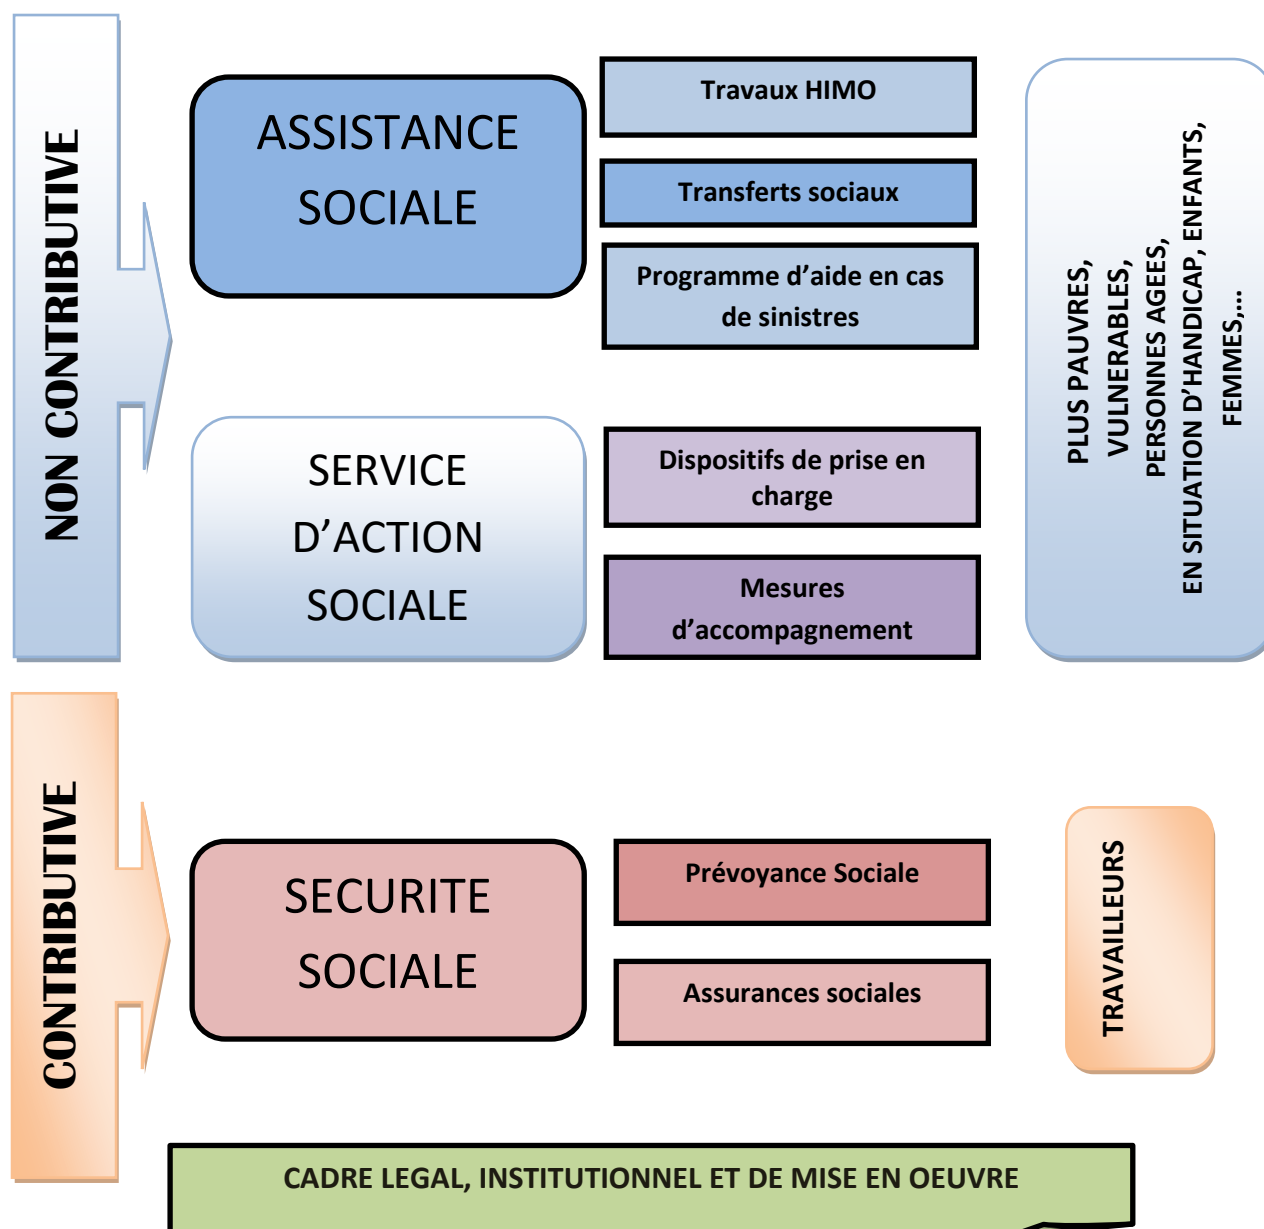 NON CONTRIBUTIVE
ASSISTANCE
SOCIALE
Travaux HIMO
Transferts sociaux
Programme d’aide en cas
de sinistres
SERVICE
D’ACTION
SOCIALE
Dispositifs de prise en
charge
Mesures
d’accompagnement
PLUS PAUVRES,
VULNERABLES,
PERSONNES AGEES,
EN SITUATION D’HANDICAP, ENFANTS,
FEMMES,...
CONTRIBUTIVE
SECURITE
SOCIALE
Prévoyance Sociale
Assurances sociales
TRAVAILLEURS
CADRE LEGAL, INSTITUTIONNEL ET DE MISE EN OEUVRE